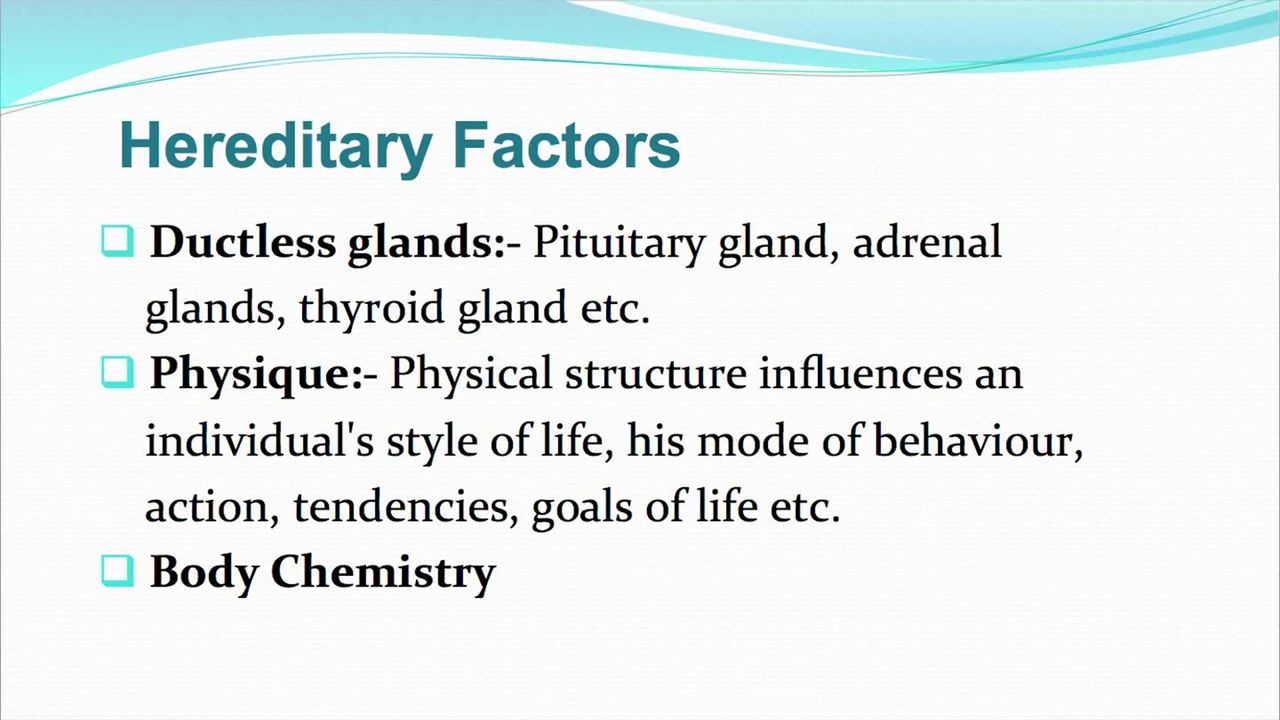 Hereditary Factors
❑ Ductless glands:- Pituitary gland, adrenal
glands, thyroid gland etc.
❑ Physique:- Physical structure influences an
individual's style of life, his mode of behaviour,
action, tendencies, goals of life etc.
❑ Body Chemistry